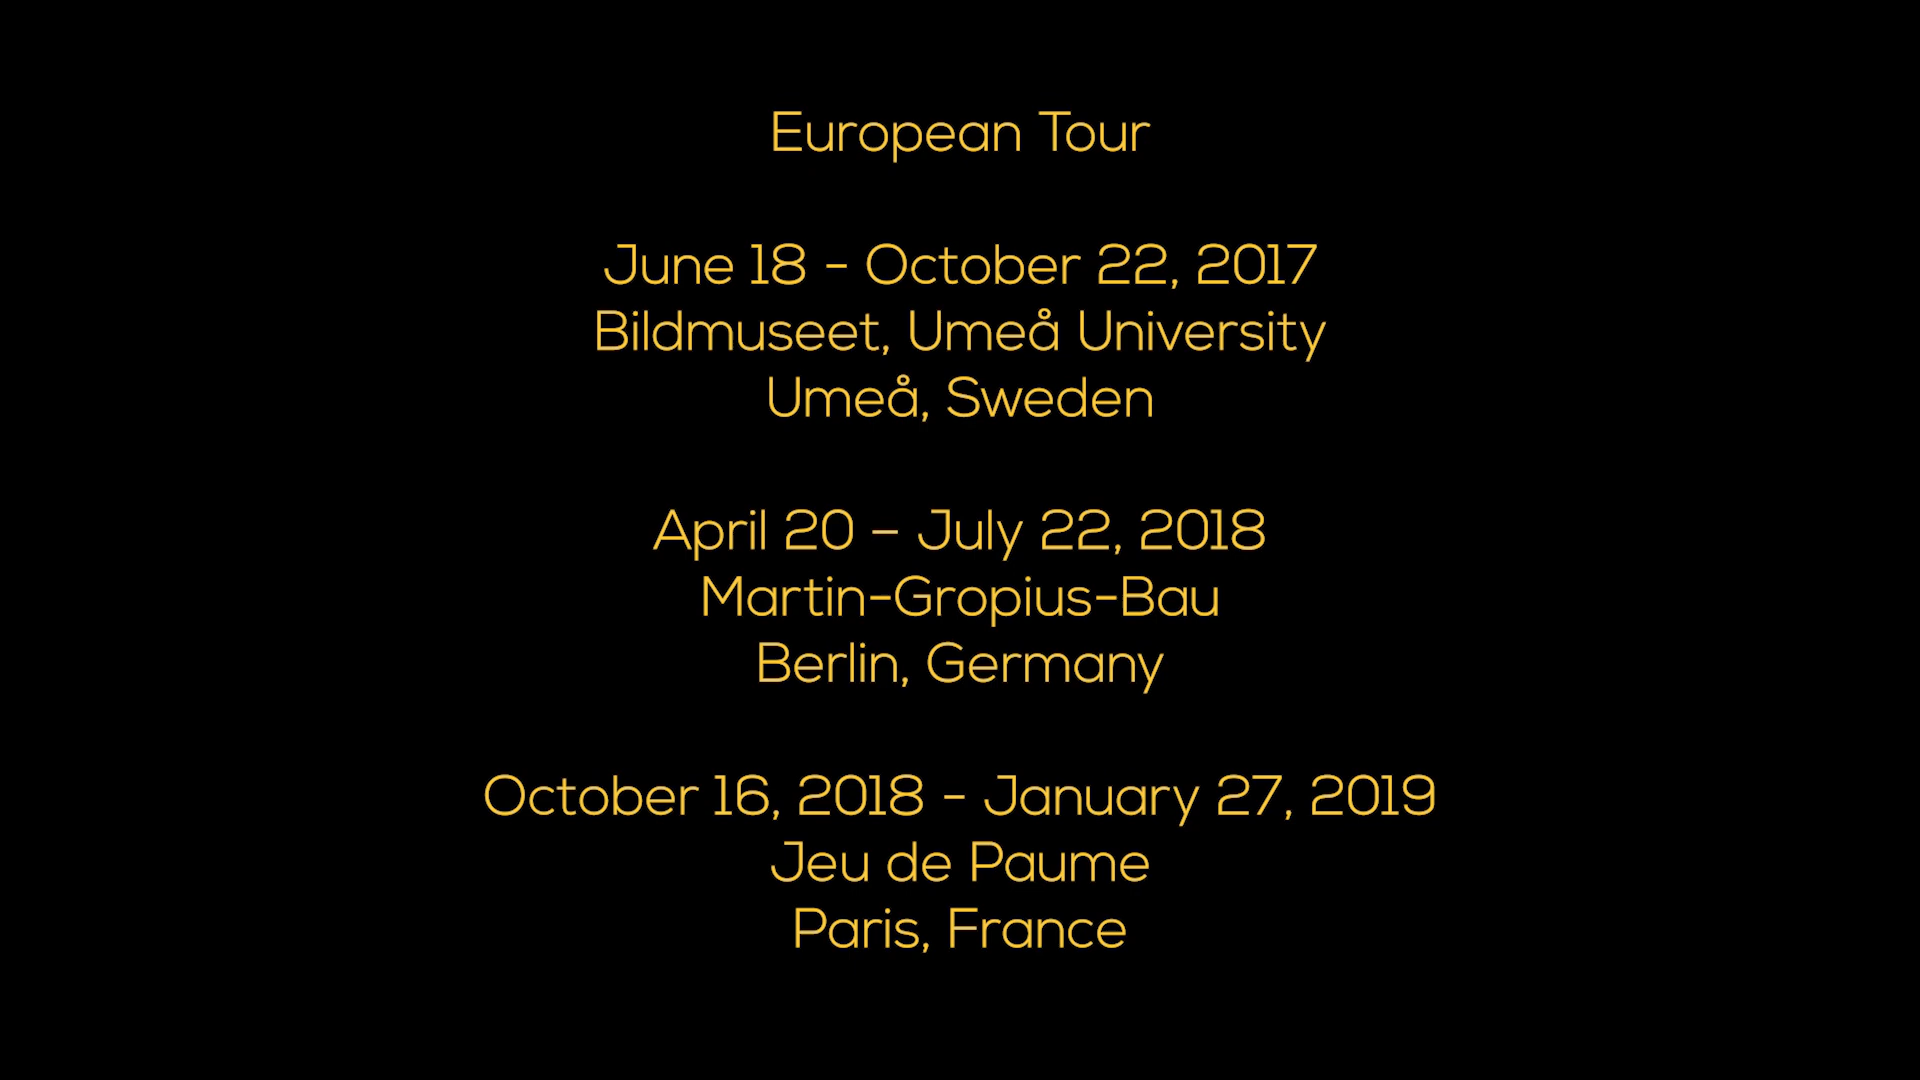 European Tour
June 18 - October 22, 2017
Bildmuseet, Umeå University
Umeå, Sweden
April 20 – July 22, 2018
Martin-Gropius-Bau
Berlin, Germany
October 16, 2018 - January 27, 2019
Jeu de Paume
Paris, France